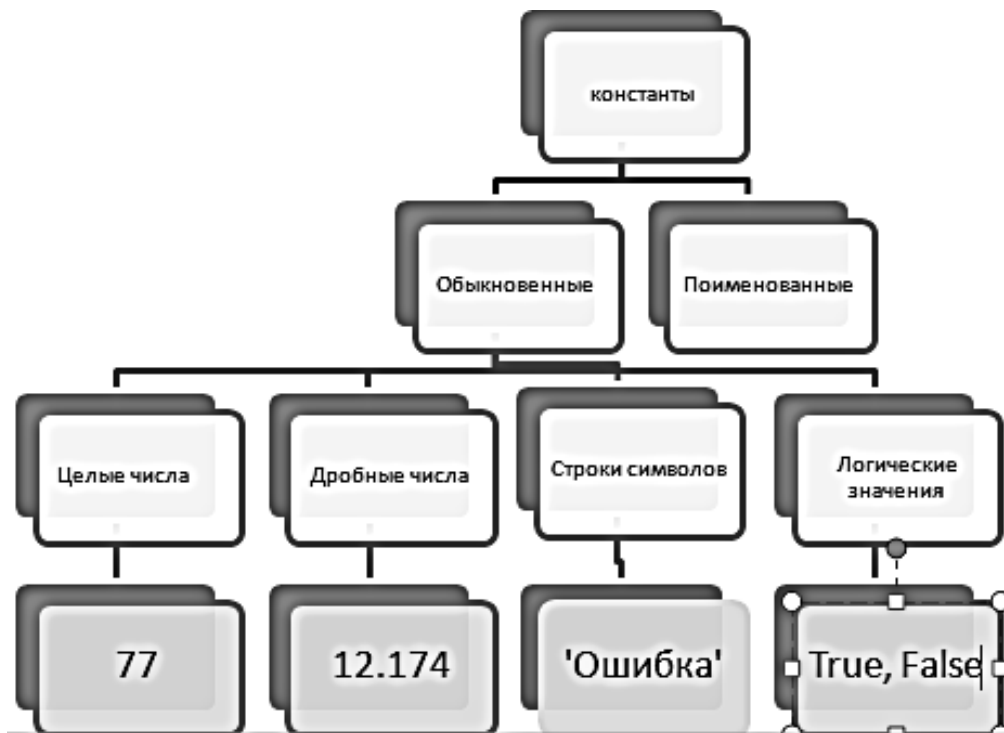 константы
Обыкновенные
Поименованные
Целые числа
Дробные числа
Строки символов
Логические
значения
77
12.174
'Ошибка'
True, False